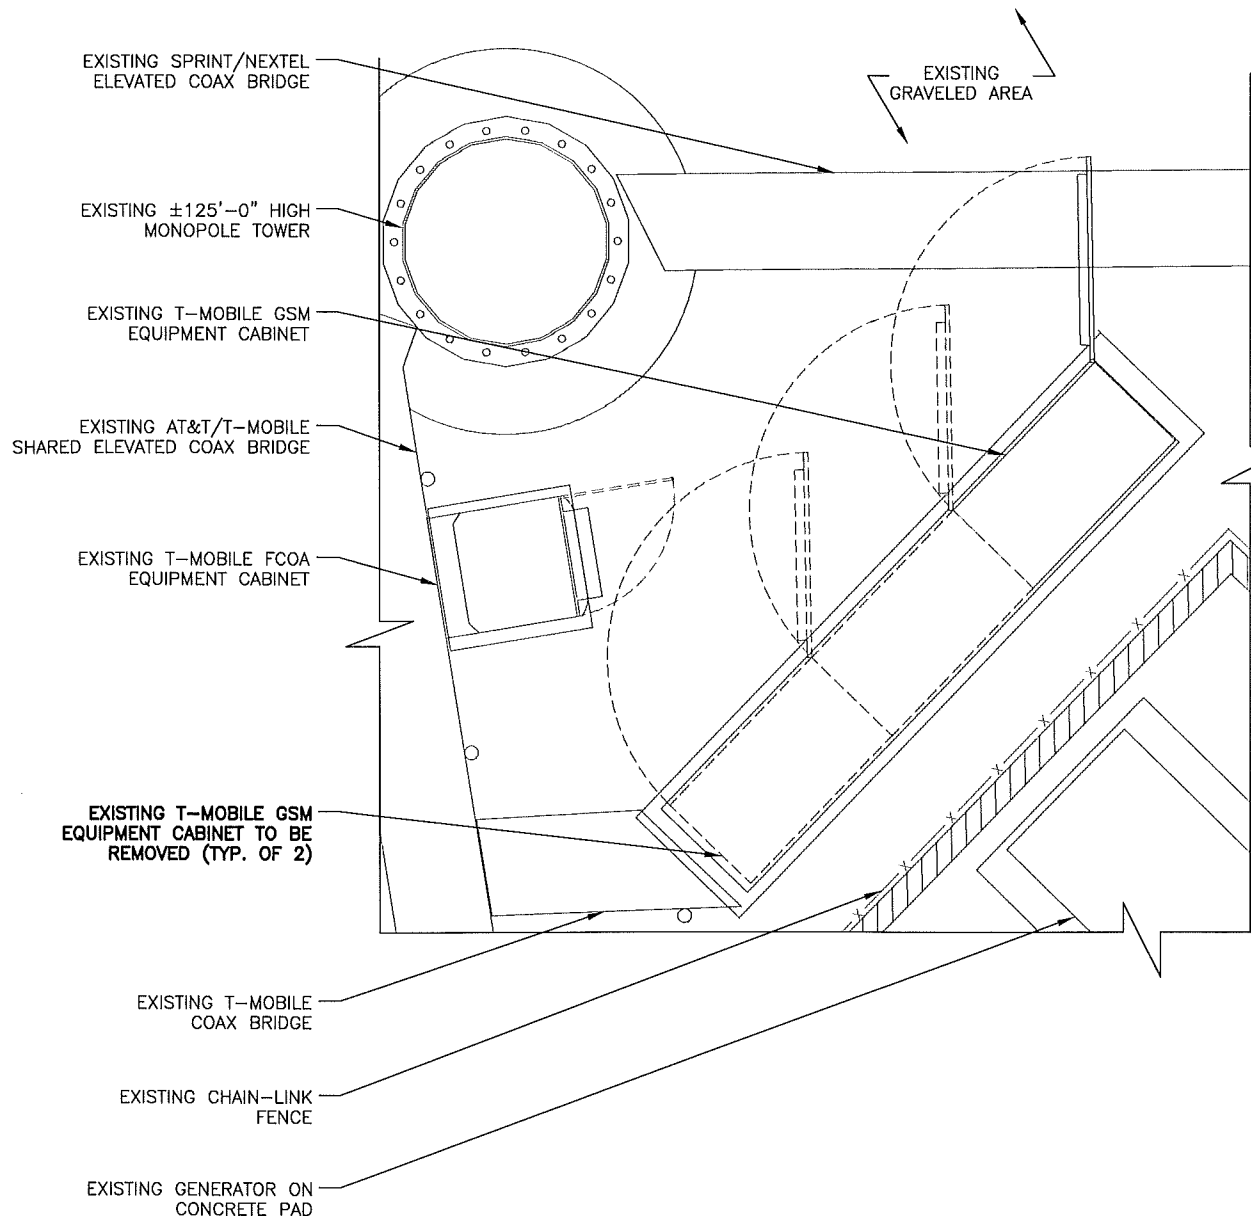 EXISTING SPRINT/NEXTEL
ELEVATED COAX BRIDGE
EXISTING
GRAVELED AREA
EXISTING ±125'-0" HIGH
MONOPOLE TOWER
EXISTING T-MOBILE GSM
EQUIPMENT CABINET
EXISTING AT&T/T-MOBILE
SHARED ELEVATED COAX BRIDGE
EXISTING T-MOBILE FCOA
EQUIPMENT CABINET
EXISTING T-MOBILE GSM
EQUIPMENT CABINET TO BE
REMOVED (TYP. OF 2)
EXISTING T-MOBILE
COAX BRIDGE
EXISTING CHAIN-LINK
FENCE
EXISTING GENERATOR ON
CONCRETE PAD